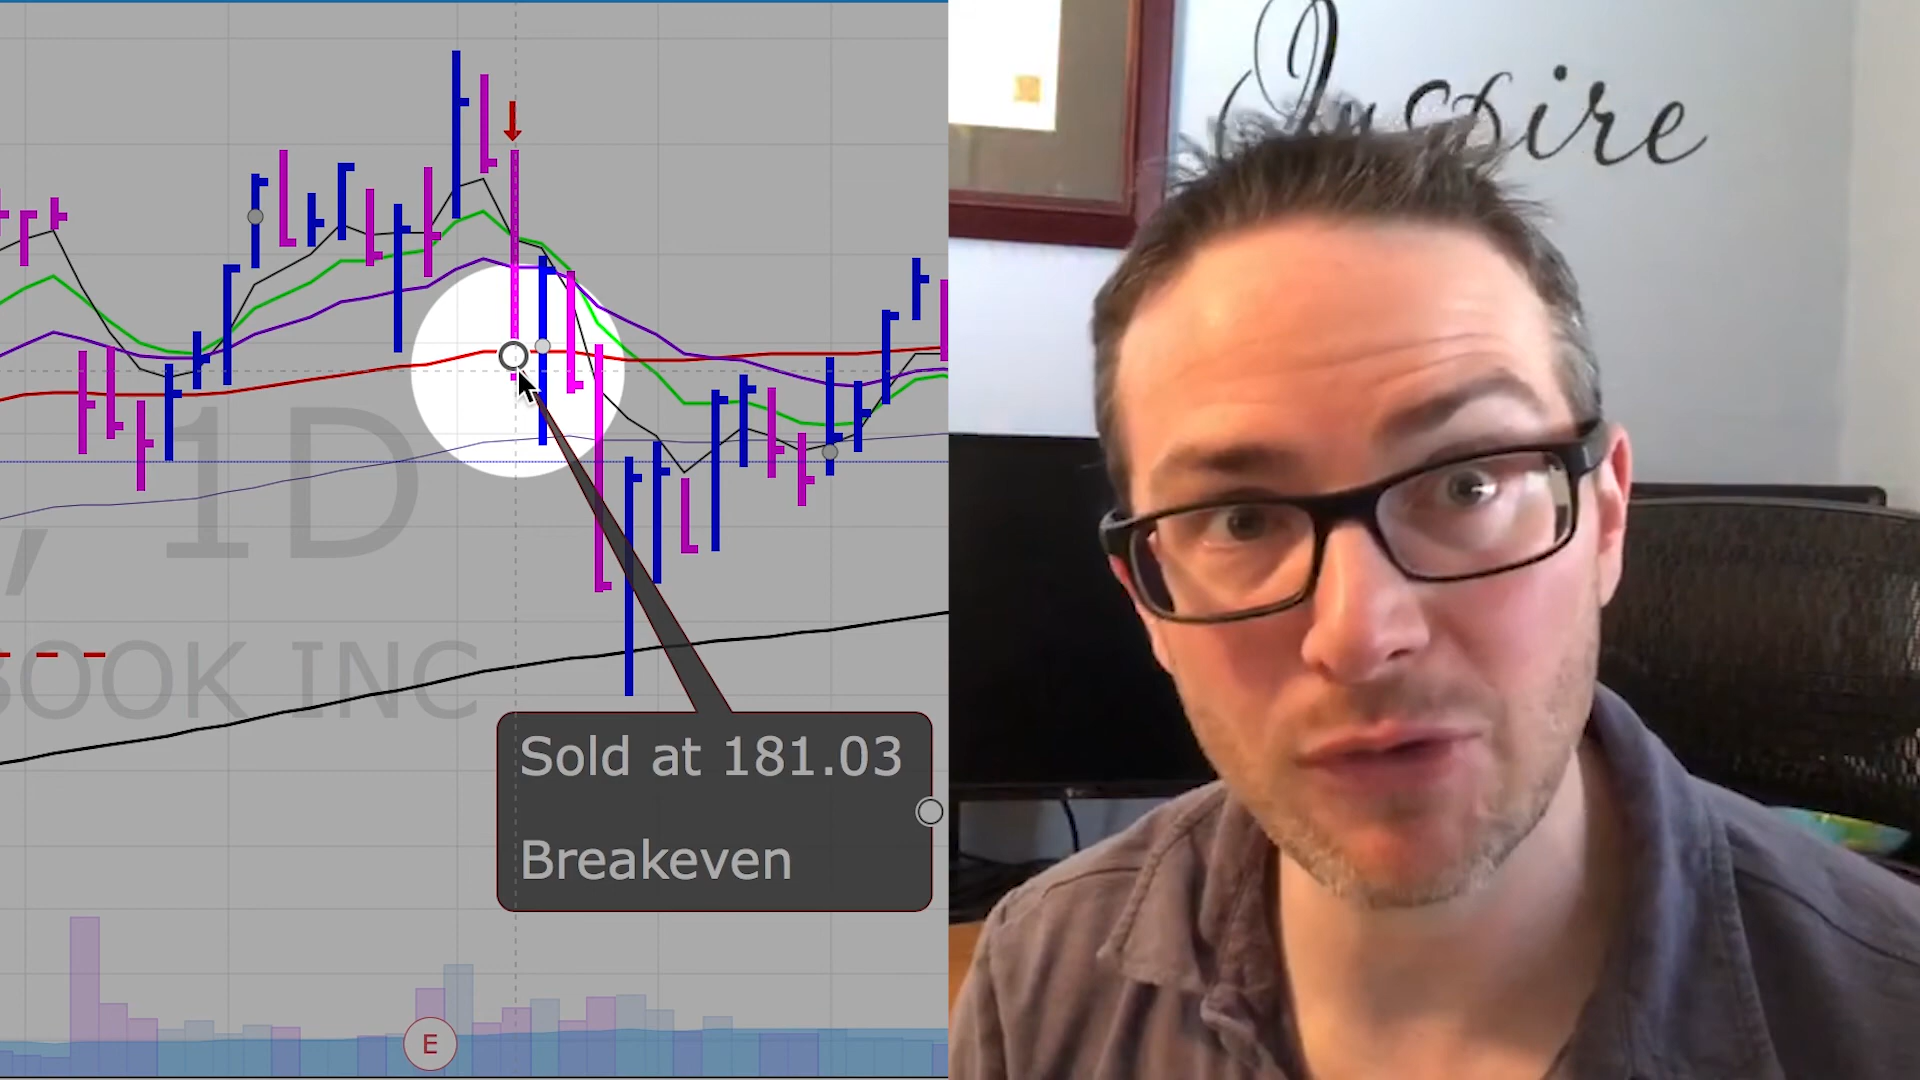 Inspire
, 1D
BOOK INC
Sold at 181.03
Breakeven
E